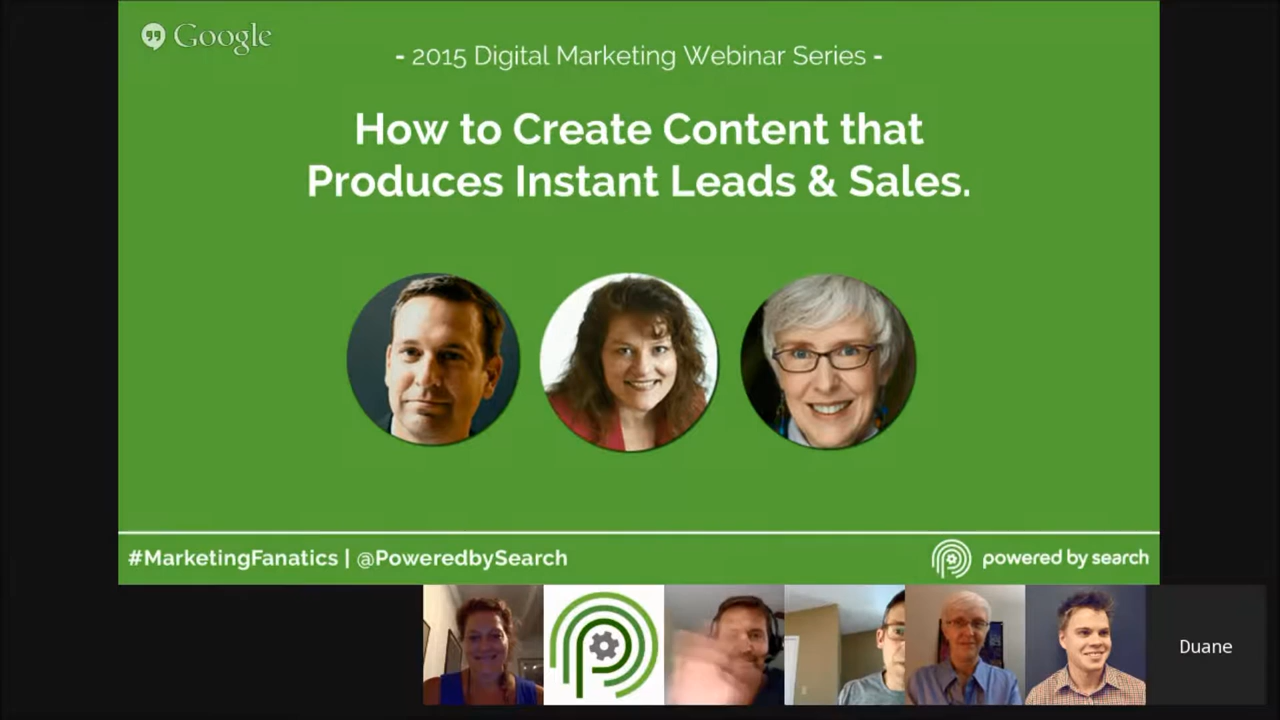 Google
- 2015 Digital Marketing Webinar Series -
How to Create Content that
Produces Instant Leads & Sales.
#MarketingFanatics | @PoweredbySearch
powered by search
Duane